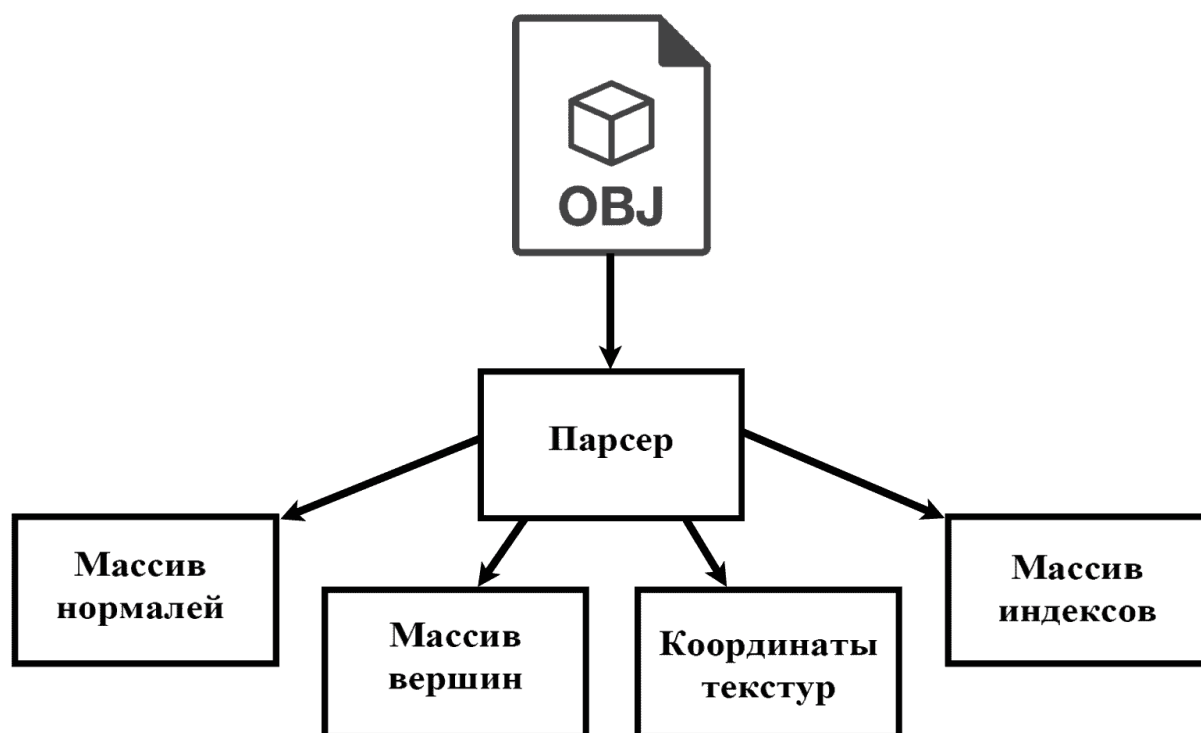 OBJ
Парсер
Массив
нормалей
Массив
вершин
Координаты
текстур
Массив
индексов